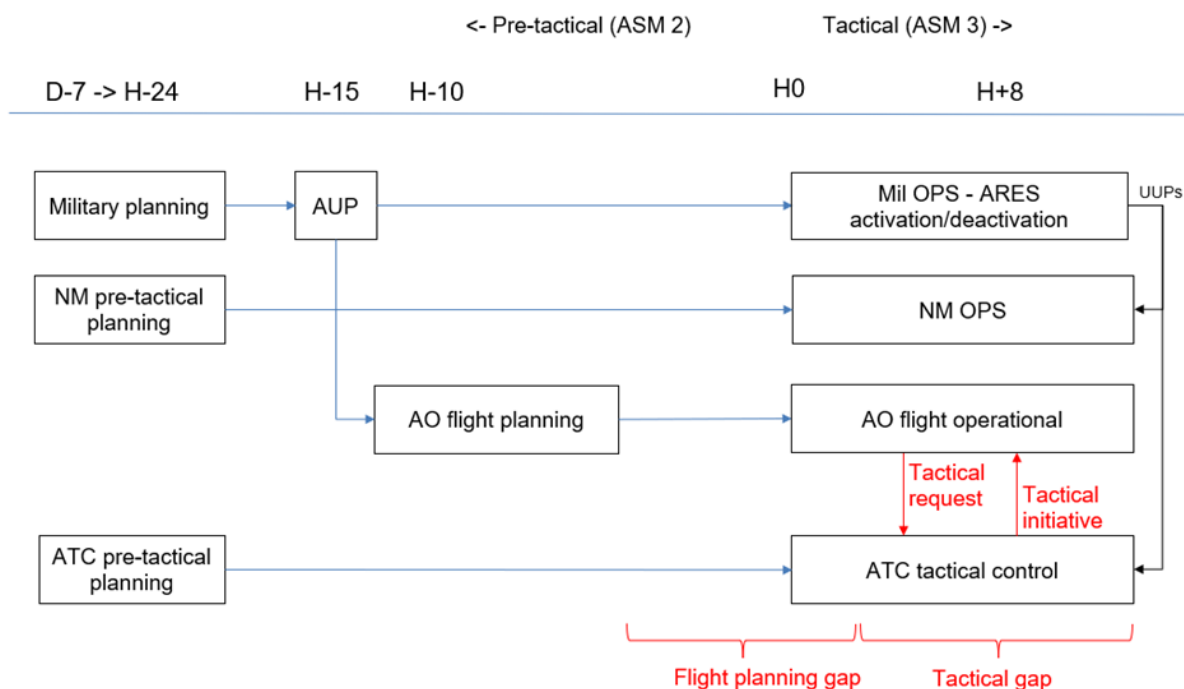 <- Pre-tactical (ASM 2)
Tactical (ASM 3) ->
D-7 -> H-24
H-15
H-10
H0
H+8
Military planning
AUP
Mil OPS - ARES
activation/deactivation
UUPs
NM pre-tactical
planning
NM OPS
AO flight planning
AO flight operational
Tactical
request
Tactical
initiative
ATC pre-tactical
planning
ATC tactical control
Flight planning gap
Tactical gap